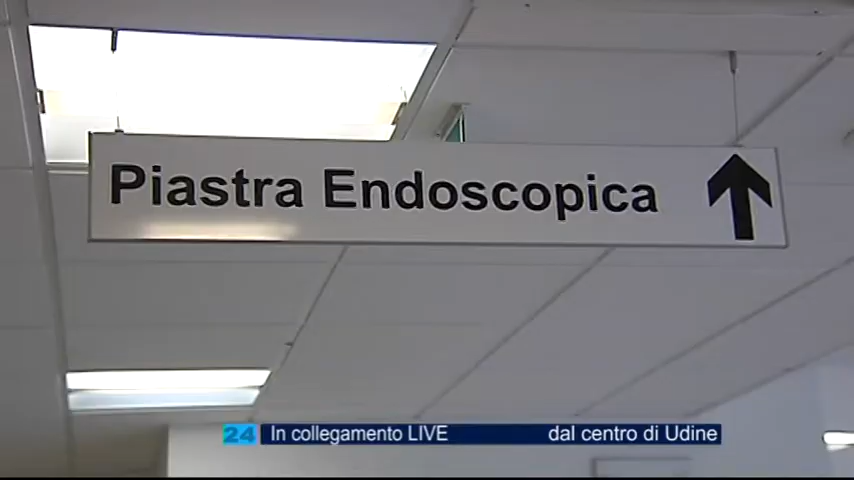 Piastra Endoscopica
24 In collegamento LIVE dal centro di Udine